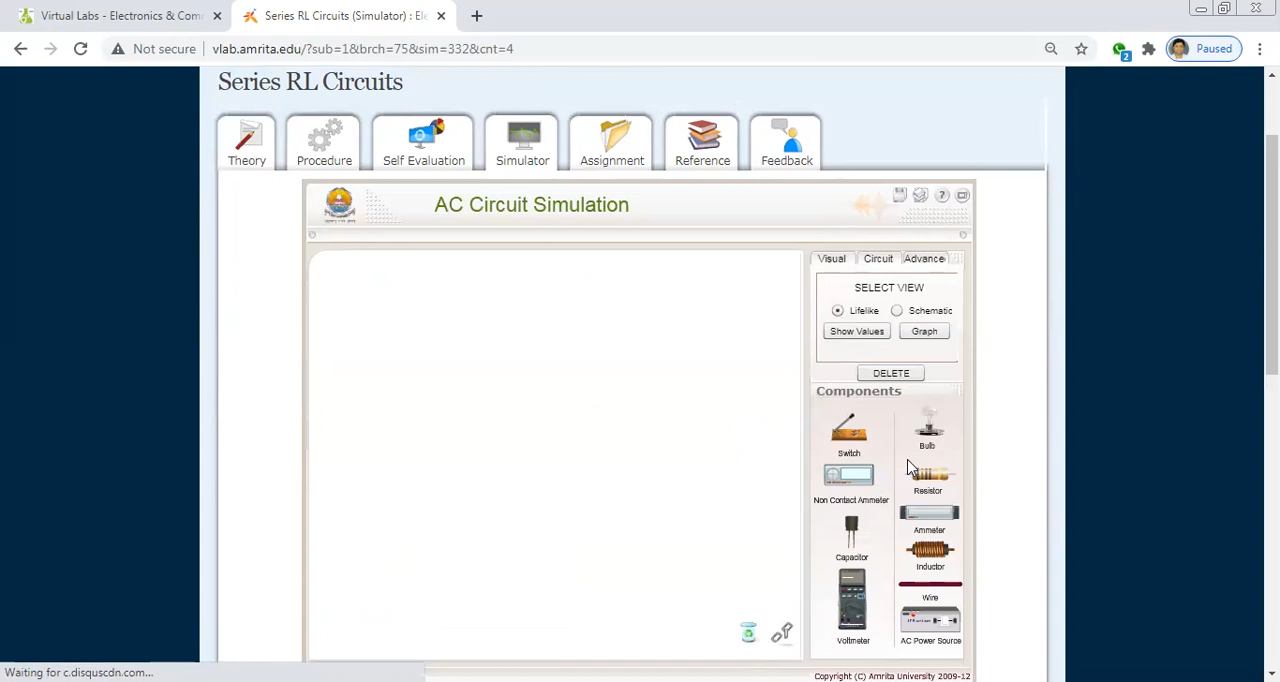 Virtual Labs - Electronics & Com
Series RL Circuits (Simulator) : Ele
Not secure
vlab.amrita.edu/?sub=1&brch=75&sim=332&cnt=4
2
Paused
Series RL Circuits
Theory
Procedure
Self Evaluation
Simulator
Assignment
Reference
Feedback
AC Circuit Simulation
?
Visual
Circuit
Advance
SELECT VIEW
Lifelike
Schematic
Show Values
Graph
DELETE
Components
Switch
Bulb
Non Contact Ammeter
Resistor
Ammeter
Capacitor
Inductor
Wire
Voltmeter
AC Power Source
Waiting for c.disquscdn.com...
Copyright (C) Amrita University 2009-12